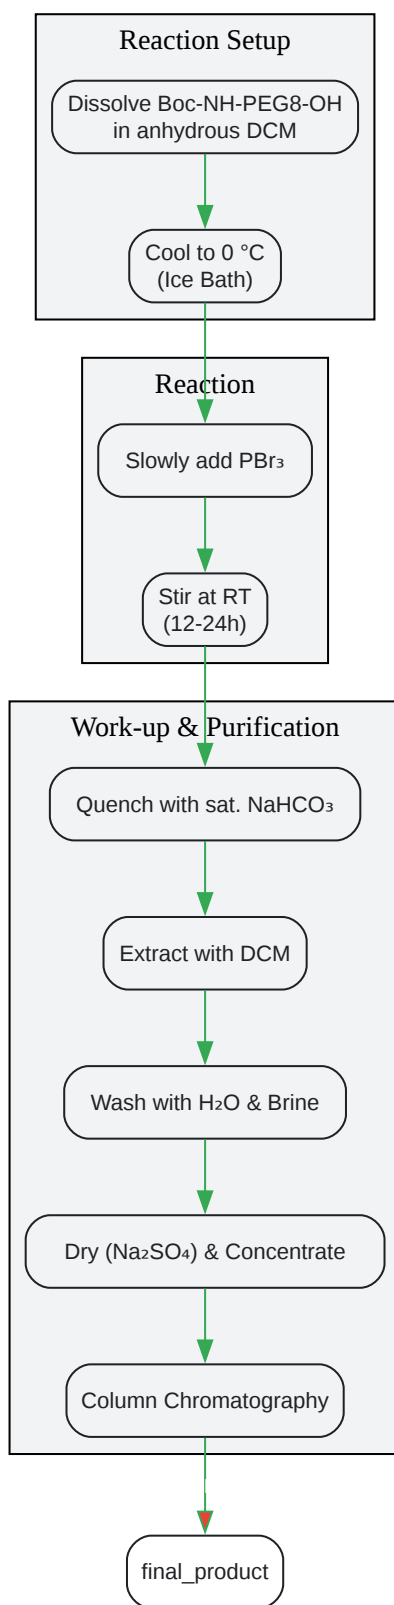 Reaction Setup
Dissolve Boc-NH-PEG8-OH
in anhydrous DCM
Cool to 0 °C
(Ice Bath)
Reaction
Slowly add PBr₃
Stir at RT
(12-24h)
Work-up & Purification
Quench with sat. NaHCO₃
Extract with DCM
Wash with H₂O & Brine
Dry (Na₂SO₄) & Concentrate
Column Chromatography
final_product